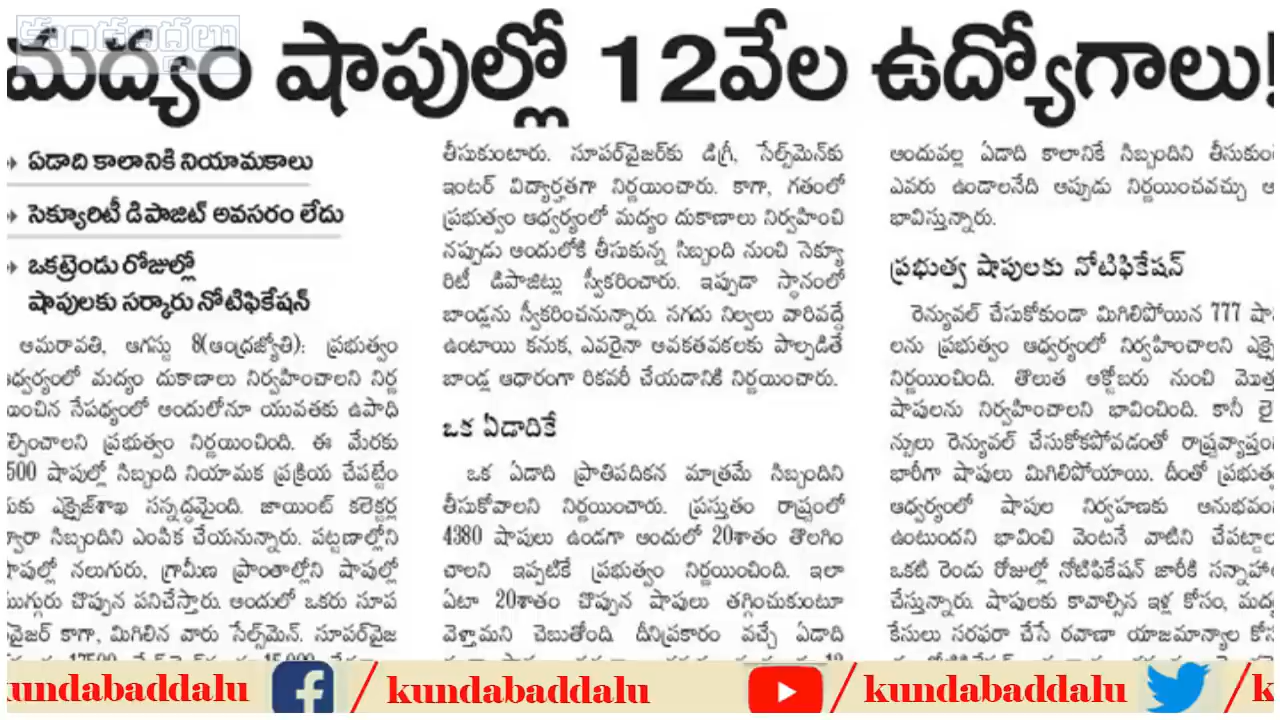 కుండబద్దలు
మద్యం షాపుల్లో 12వేల ఉద్యోగాలు!
ఏడాది కాలానికి నియామకాలు
సెక్యూరిటీ డిపాజిట్ అవసరం లేదు
ఒకట్రెండు రోజుల్లో
షాపులకు సర్కారు నోటిఫికేషన్
అమరావతి, ఆగస్టు 8(ఆంధ్రజ్యోతి): ప్రభుత్వం
ధ్వర్యంలో మద్యం దుకాణాలు నిర్వహించాలని నిర్ణ
యించిన నేపథ్యంలో అందులోనూ యువతకు ఉపాధి
ల్పించాలని ప్రభుత్వం నిర్ణయించింది. ఈ మేరకు
500 షాపుల్లో సిబ్బంది నియామక ప్రక్రియ చేపట్టేం
దుకు ఎక్సైజ్‌శాఖ సన్నద్ధమైంది. జాయింట్ కలెక్టర్ల
ద్వారా సిబ్బందిని ఎంపిక చేయనున్నారు. పట్టణాల్లోని
షాపుల్లో నలుగురు, గ్రామీణ ప్రాంతాల్లోని షాపుల్లో
ముగ్గురు చొప్పున పనిచేస్తారు. అందులో ఒకరు సూప
ర్‌వైజర్ కాగా, మిగిలిన వారు సేల్స్‌మెన్. సూపర్‌వైజ
17500 15,000
తీసుకుంటారు. సూపర్‌వైజర్‌కు డిగ్రీ, సేల్స్‌మెన్‌కు
ఇంటర్ విద్యార్హతగా నిర్ణయించారు. కాగా, గతంలో
ప్రభుత్వం ఆధ్వర్యంలో మద్యం దుకాణాలు నిర్వహించి
నప్పుడు అందులోకి తీసుకున్న సిబ్బంది నుంచి సెక్యూ
రిటీ డిపాజిట్లు స్వీకరించారు. ఇప్పుడా స్థానంలో
బాండ్లను స్వీకరించనున్నారు. నగదు నిల్వలు వారివద్దే
ఉంటాయి కనుక, ఎవరైనా అవకతవకలకు పాల్పడితే
బాండ్ల ఆధారంగా రికవరీ చేయడానికి నిర్ణయించారు.
ఒక ఏడాదికే
ఒక ఏడాది ప్రాతిపదికన మాత్రమే సిబ్బందిని
తీసుకోవాలని నిర్ణయించారు. ప్రస్తుతం రాష్ట్రంలో
4380 షాపులు ఉండగా అందులో 20శాతం తొలగిం
చాలని ఇప్పటికే ప్రభుత్వం నిర్ణయించింది. ఇలా
ఏటా 20శాతం చొప్పున షాపులు తగ్గించుకుంటూ
వెళ్తామని చెబుతోంది. దీనిప్రకారం వచ్చే ఏడాది
అందువల్ల ఏడాది కాలానికే సిబ్బందిని తీసుకుంటే
ఎవరు ఉండాలనేది అప్పుడు నిర్ణయించవచ్చు అ
భావిస్తున్నారు.
ప్రభుత్వ షాపులకు నోటిఫికేషన్
రెన్యువల్ చేసుకోకుండా మిగిలిపోయిన 777 షా
లను ప్రభుత్వం ఆధ్వర్యంలో నిర్వహించాలని ఎక్సై
నిర్ణయించింది. తొలుత అక్టోబరు నుంచి మొత్త
షాపులను నిర్వహించాలని భావించింది. కానీ లై
న్సులు రెన్యువల్ చేసుకోకపోవడంతో రాష్ట్రవ్యాప్తం
భారీగా షాపులు మిగిలిపోయాయి. దీంతో ప్రభుత్వ
ఆధ్వర్యంలో షాపుల నిర్వహణకు అనుభవం
ఉంటుందని భావించి వెంటనే వాటిని చేపట్టాల
ఒకటి రెండు రోజుల్లో నోటిఫికేషన్ జారీకి సన్నాహా
చేస్తున్నారు. షాపులకు కావాల్సిన ఇళ్ల కోసం, మద్య
కేసులు సరఫరా చేసే రవాణా యాజమాన్యాల కోస
kundabaddalu f/kundabaddalu /kundabaddalu /k